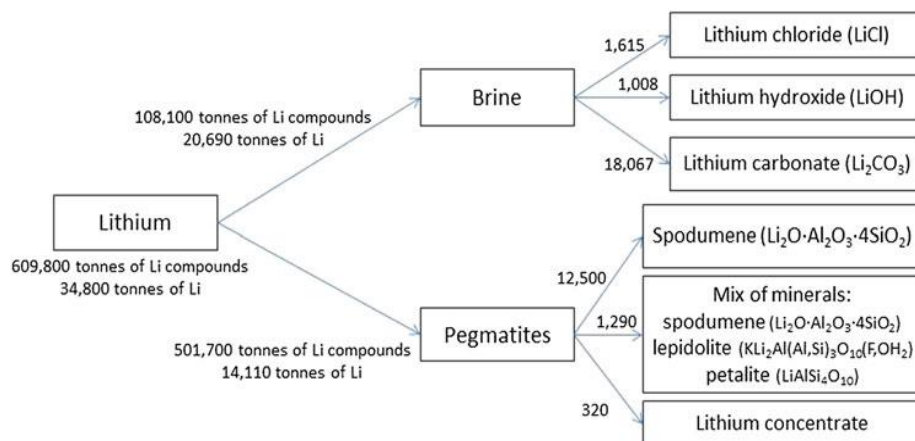 1,615
Lithium chloride (LiCl)
Brine
1,008
Lithium hydroxide (LiOH)
108,100 tonnes of Li compounds
20,690 tonnes of Li
18,067
Lithium carbonate (Li₂CO₃)
Lithium
609,800 tonnes of Li compounds
34,800 tonnes of Li
Spodumene (Li₂O·Al₂O₃·4SiO₂)
12,500
501,700 tonnes of Li compounds
14,110 tonnes of Li
Pegmatites
1,290
Mix of minerals:
spodumene (Li₂O·Al₂O₃·4SiO₂)
lepidolite (KLi₂Al(Al,Si)₃O₁₀(F,OH₂)
petalite (LiAlSi₄O₁₀)
320
Lithium concentrate